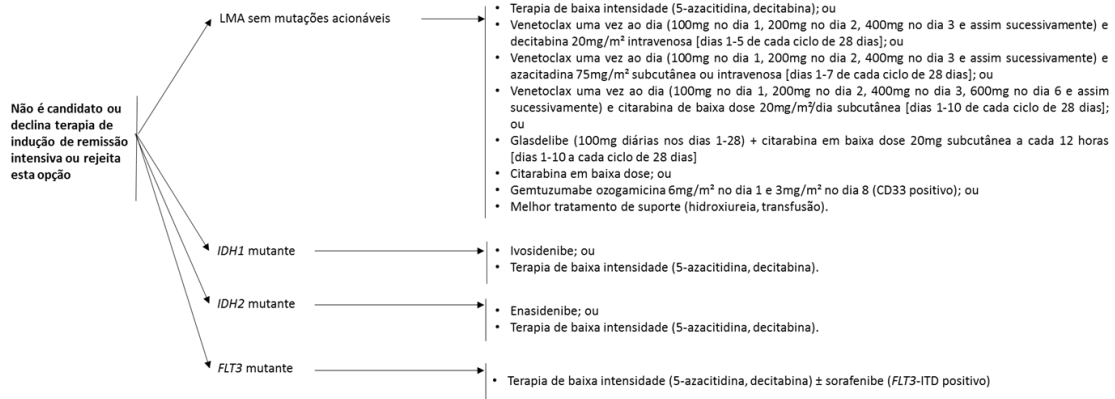 Não é candidato ou
declina terapia de
indução de remissão
intensiva ou rejeita
esta opção
LMA sem mutações acionáveis
• Terapia de baixa intensidade (5-azacitidina, decitabina); ou
• Venetoclax uma vez ao dia (100mg no dia 1, 200mg no dia 2, 400mg no dia 3 e assim sucessivamente) e
decitabina 20mg/m² intravenosa [dias 1-5 de cada ciclo de 28 dias]; ou
• Venetoclax uma vez ao dia (100mg no dia 1, 200mg no dia 2, 400mg no dia 3 e assim sucessivamente) e
azacitadina 75mg/m² subcutânea ou intravenosa [dias 1-7 de cada ciclo de 28 dias]; ou
• Venetoclax uma vez ao dia (100mg no dia 1, 200mg no dia 2, 400mg no dia 3, 600mg no dia 6 e assim
sucessivamente) e citarabina de baixa dose 20mg/m²/dia subcutânea [dias 1-10 de cada ciclo de 28 dias];
ou
• Glasdelibe (100mg diárias nos dias 1-28) + citarabina em baixa dose 20mg subcutânea a cada 12 horas
[dias 1-10 a cada ciclo de 28 dias]
• Citarabina em baixa dose; ou
• Gemtuzumabe ozogamicina 6mg/m² no dia 1 e 3mg/m² no dia 8 (CD33 positivo); ou
• Melhor tratamento de suporte (hidroxiureia, transfusão).
IDH1 mutante
• Ivosidenibe; ou
• Terapia de baixa intensidade (5-azacitidina, decitabina).
IDH2 mutante
• Enasidenibe; ou
• Terapia de baixa intensidade (5-azacitidina, decitabina).
FLT3 mutante
• Terapia de baixa intensidade (5-azacitidina, decitabina) ± sorafenibe (FLT3-ITD positivo)